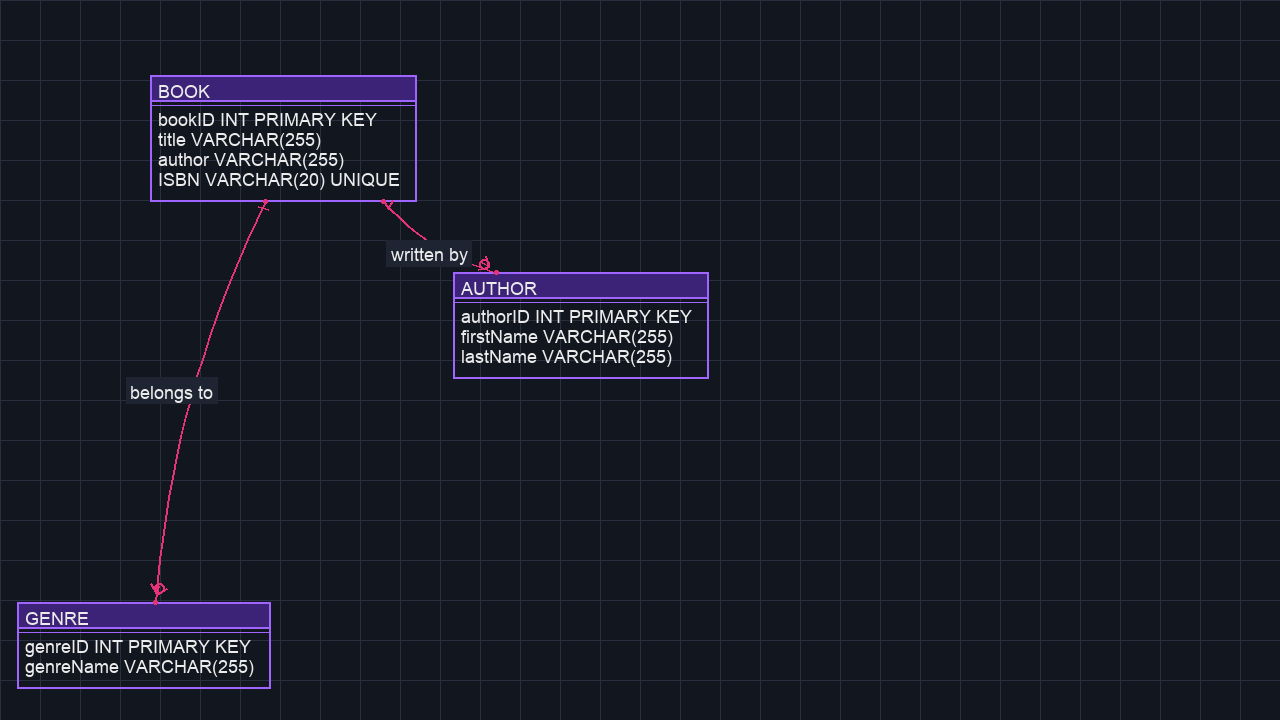 BOOK
bookID INT PRIMARY KEY
title VARCHAR(255)
author VARCHAR(255)
ISBN VARCHAR(20) UNIQUE
written by
AUTHOR
authorID INT PRIMARY KEY
firstName VARCHAR(255)
lastName VARCHAR(255)
belongs to
GENRE
genreID INT PRIMARY KEY
genreName VARCHAR(255)